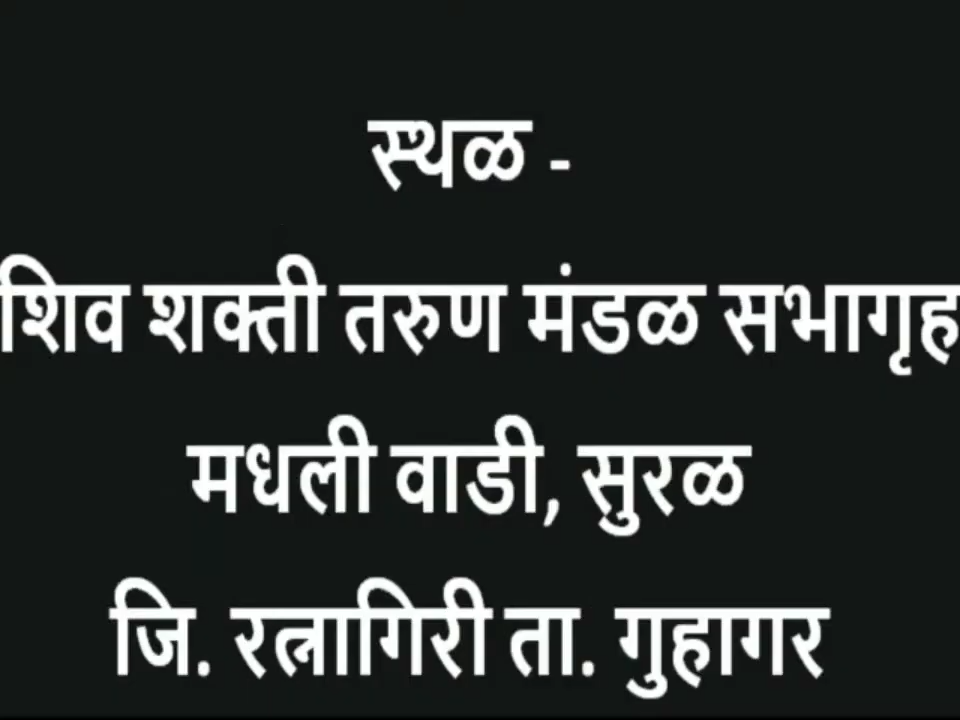 स्थळ -
शिव शक्ती तरुण मंडळ सभागृह
मधली वाडी, सुरळ
जि. रत्नागिरी ता. गुहागर